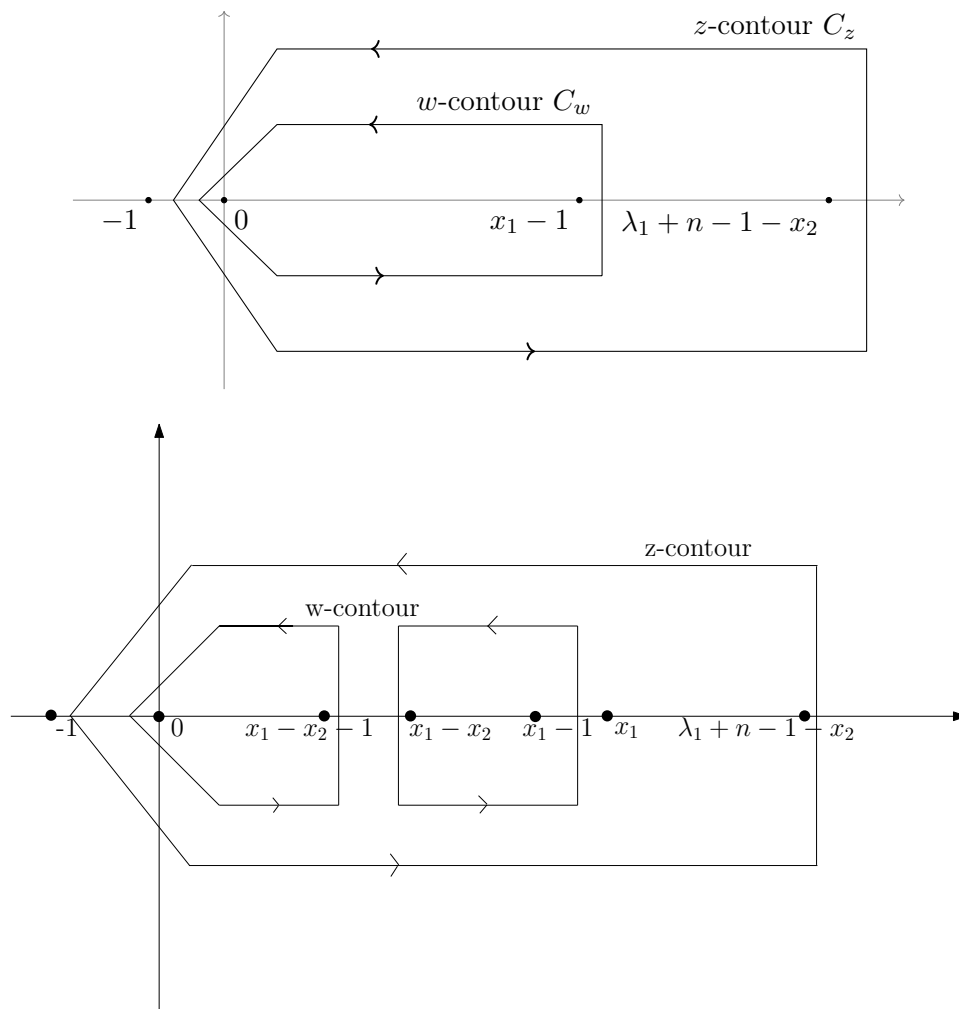 z-contour C_z
w-contour C_w
−1 0 x_1 − 1 λ_1 + n − 1 − x_2
z-contour
w-contour
-1 0 x_1 − x_2 − 1 x_1 − x_2 x_1 − 1 x_1 λ_1 + n − 1 − x_2